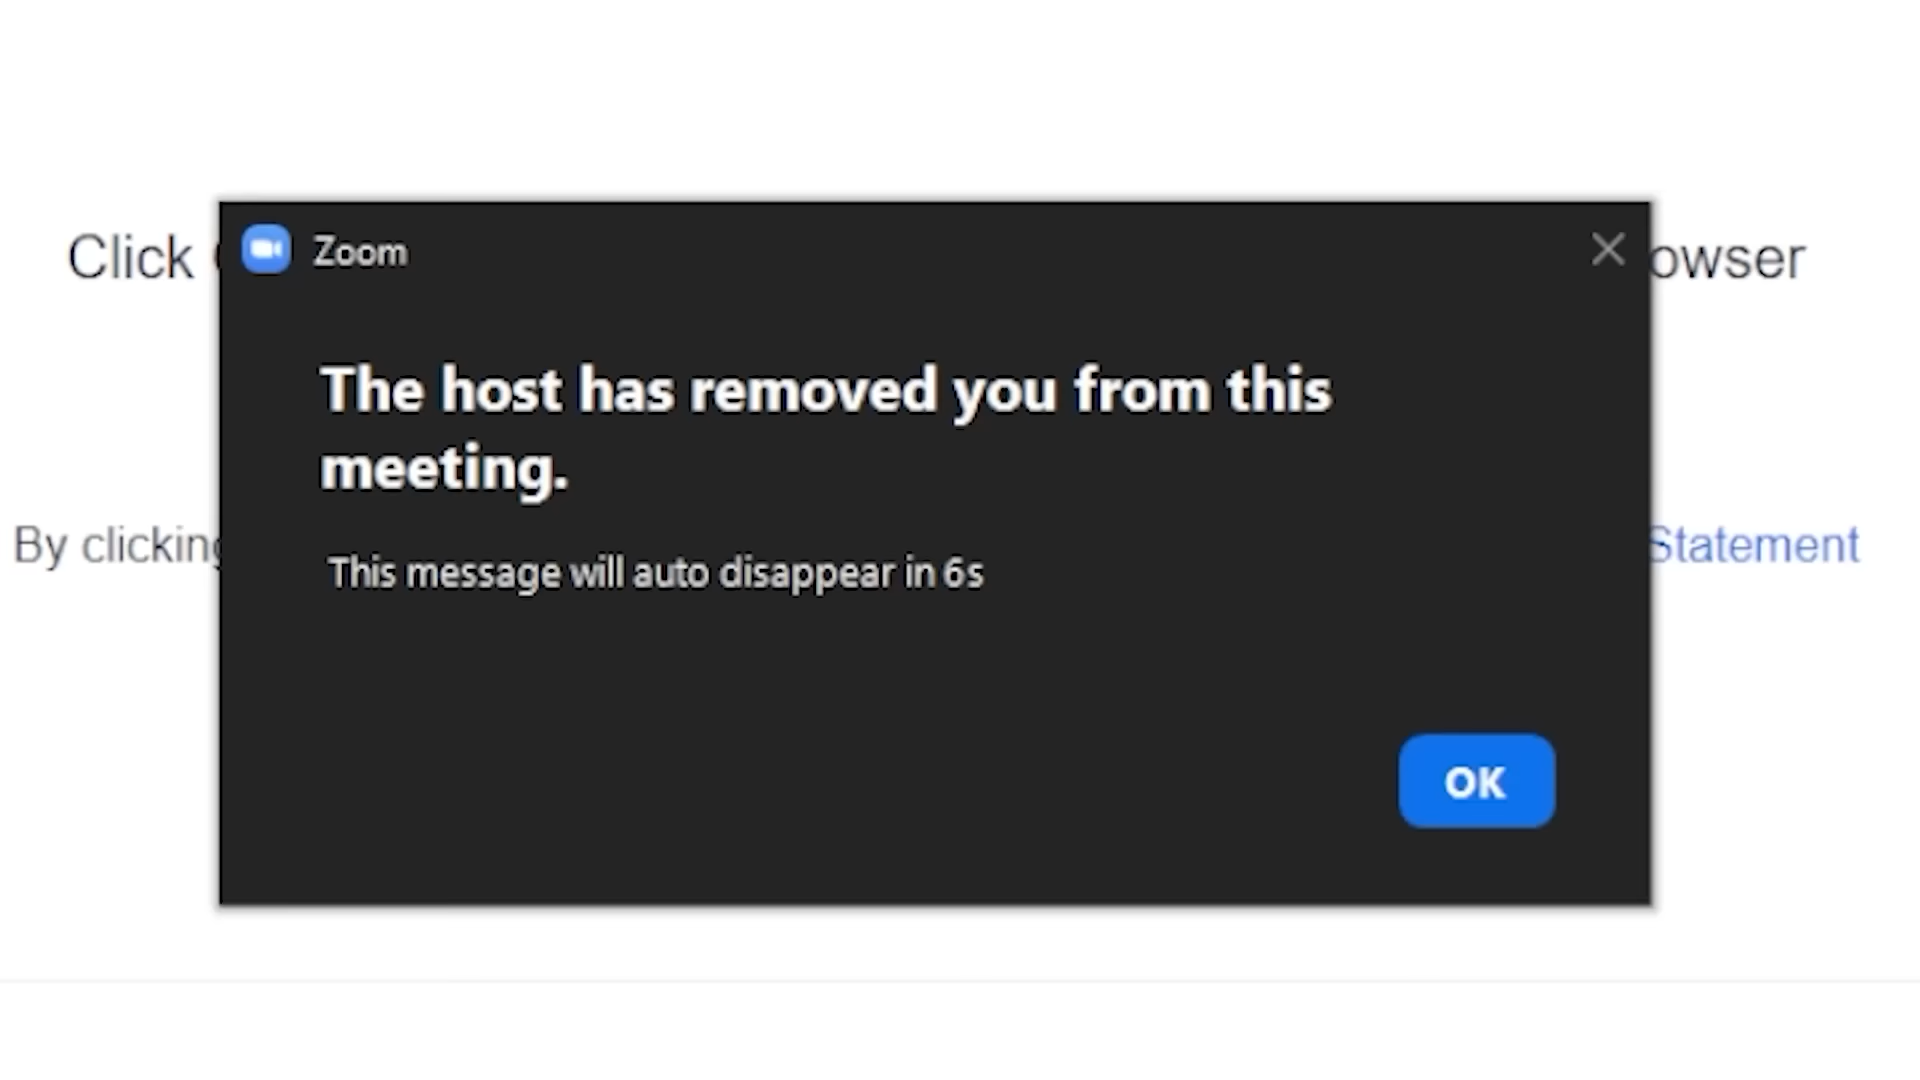 Zoom
Click
owser
The host has removed you from this
meeting.
By clicking
Statement
This message will auto disappear in 6s
OK